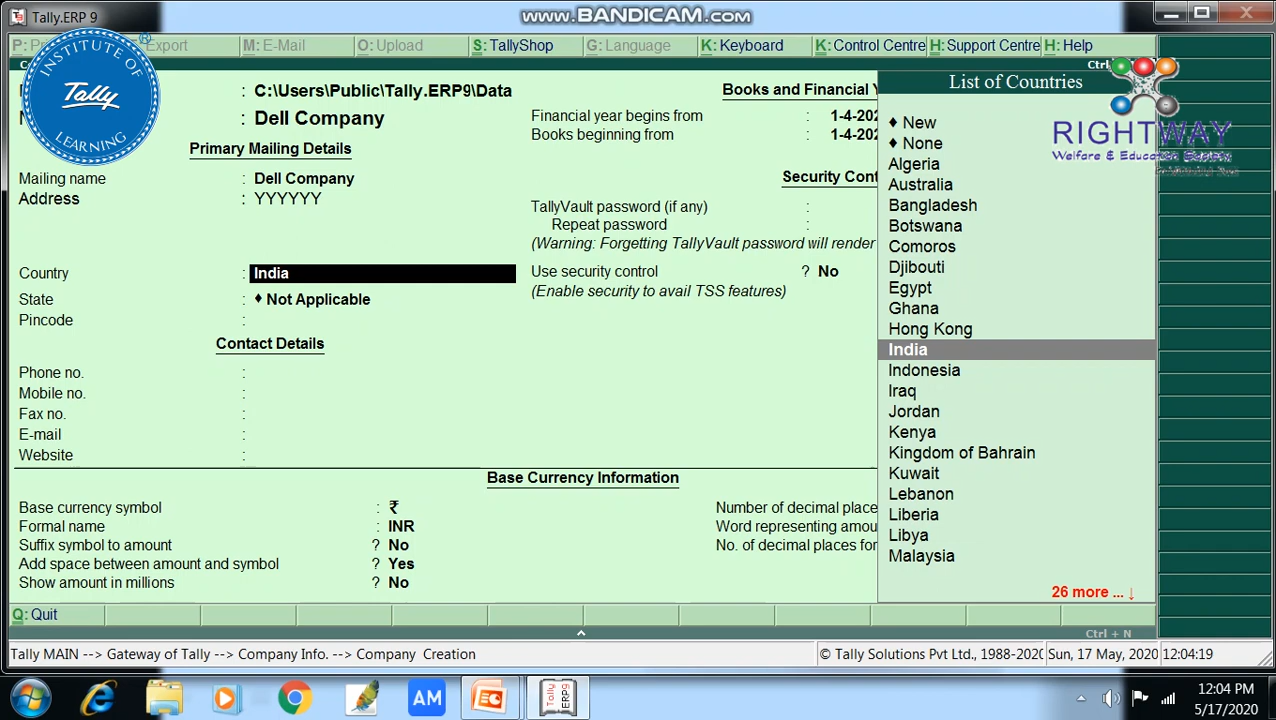 Tally.ERP 9
www.BANDICAM.com
Export
M: E-Mail
O: Upload
S: TallyShop
G: Language
K: Keyboard
K: Control Centre
H: Support Centre
H: Help
INSTITUTE OF
Tally
LEARNING
®
RIGHTWAY
Welfare & Education Society
: C:\Users\Public\Tally.ERP9\Data
: Dell Company
Primary Mailing Details
Mailing name : Dell Company
Address : YYYYYY
Country : India
State : ♦ Not Applicable
Pincode :
Contact Details
Phone no. :
Mobile no. :
Fax no. :
E-mail :
Website :
Books and Financial Y
Financial year begins from : 1-4-202
Books beginning from : 1-4-202
Security Cont
TallyVault password (if any) :
Repeat password :
(Warning: Forgetting TallyVault password will render
Use security control ? No
(Enable security to avail TSS features)
Base Currency Information
Base currency symbol : ₹
Formal name : INR
Suffix symbol to amount ? No
Add space between amount and symbol ? Yes
Show amount in millions ? No
Number of decimal place
Word representing amou
No. of decimal places for
List of Countries
♦ New
♦ None
Algeria
Australia
Bangladesh
Botswana
Comoros
Djibouti
Egypt
Ghana
Hong Kong
India
Indonesia
Iraq
Jordan
Kenya
Kingdom of Bahrain
Kuwait
Lebanon
Liberia
Libya
Malaysia
26 more ... ↓
Q: Quit
Ctrl + N
Tally MAIN --> Gateway of Tally --> Company Info. --> Company Creation
© Tally Solutions Pvt Ltd., 1988-2020
Sun, 17 May, 2020
12:04:19
AM
Tally
ERP9
12:04 PM
5/17/2020